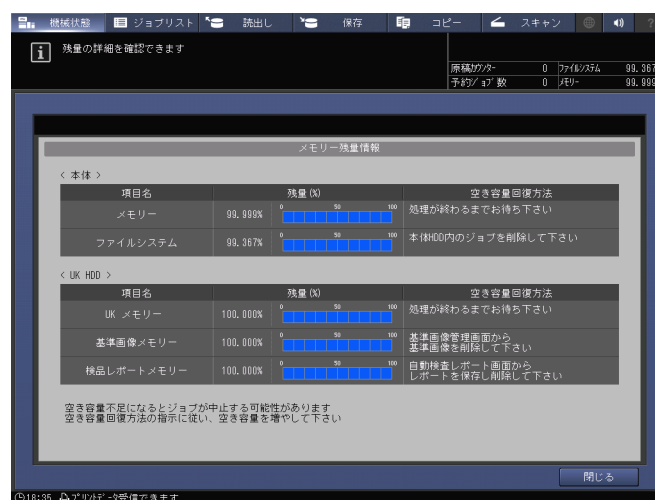 機械状態 ジョブリスト 読出し 保存 コピー スキャン ?
残量の詳細を確認できます
原稿カウンター 0 ファイルシステム 99.367
予約ジョブ数 0 メモリー 99.999
メモリー残量情報
< 本体 >
項目名 残量(%) 空き容量回復方法
メモリー 99.999% 0 50 100 処理が終わるまでお待ち下さい
ファイルシステム 99.367% 0 50 100 本体HDD内のジョブを削除して下さい
< UK HDD >
項目名 残量(%) 空き容量回復方法
UK メモリー 100.000% 0 50 100 処理が終わるまでお待ち下さい
基準画像メモリー 100.000% 0 50 100 基準画像管理画面から
基準画像を削除して下さい
検品レポートメモリー 100.000% 0 50 100 自動検査レポート画面から
レポートを保存し削除して下さい
空き容量不足になるとジョブが中止する可能性があります
空き容量回復方法の指示に従い、空き容量を増やして下さい
閉じる
18:35 プリントデータ受信できます